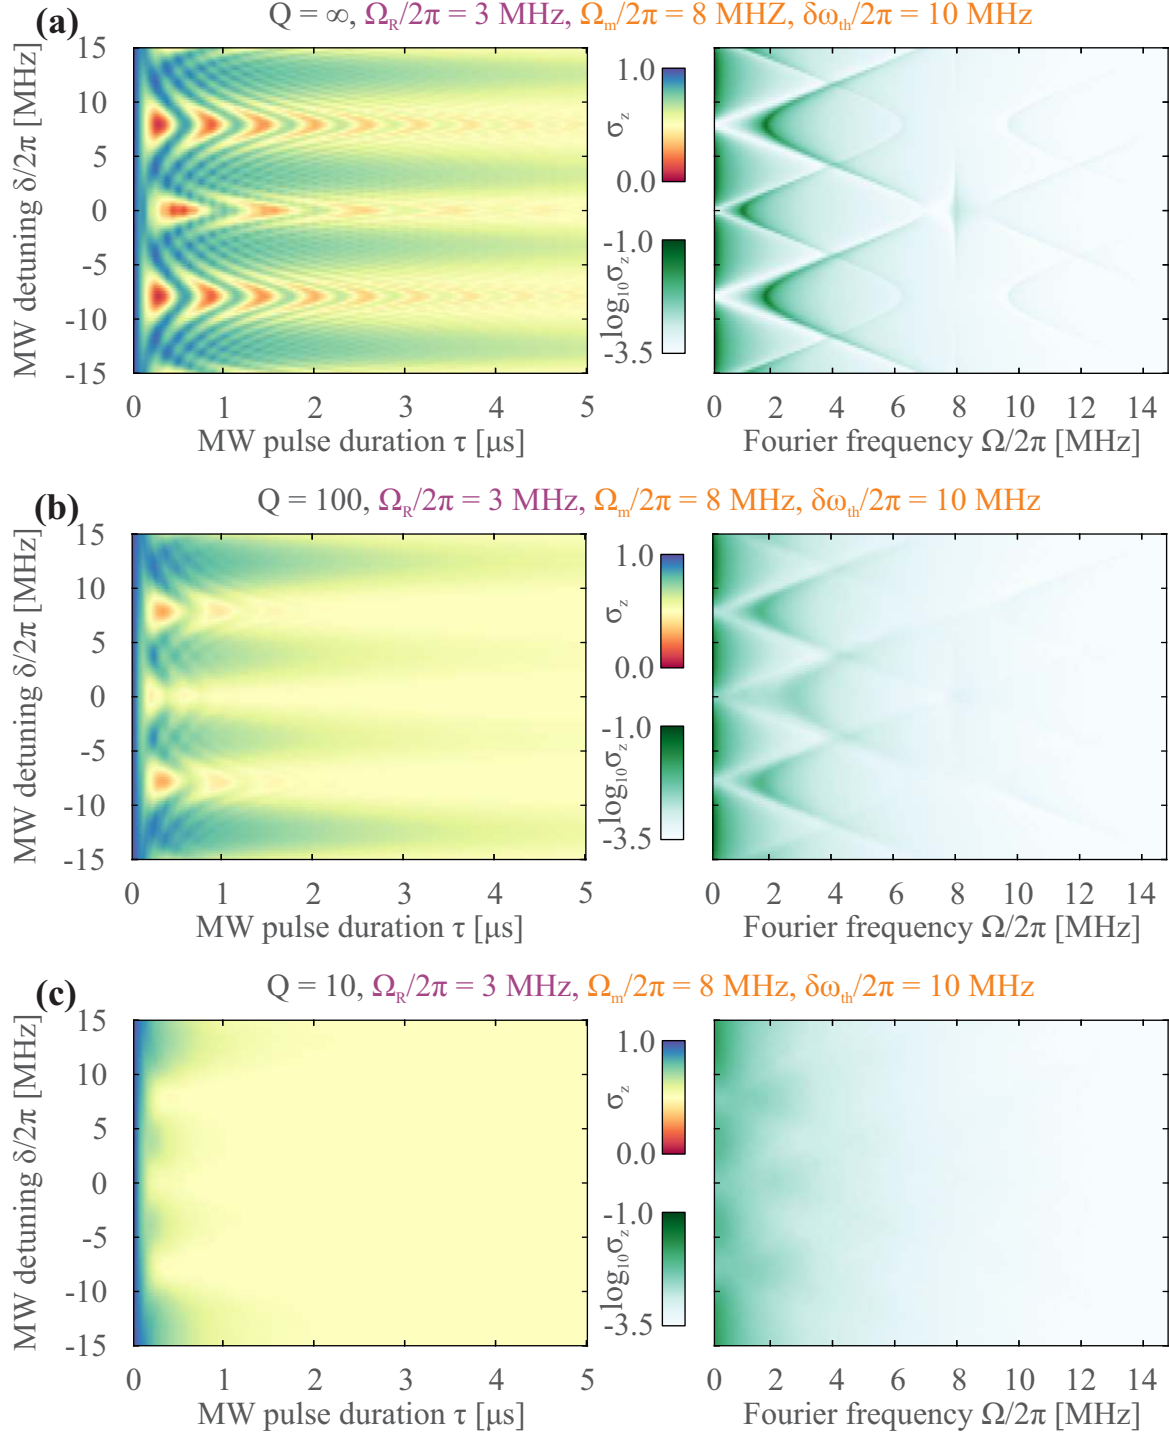 (a) Q = ∞, Ω_R/2π = 3 MHz, Ω_m/2π = 8 MHZ, δω_th/2π = 10 MHz
MW detuning δ/2π [MHz]
15
10
5
0
-5
-10
-15
0 1 2 3 4 5
MW pulse duration τ [μs]
1.0
σ_z
0.0
-1.0
log₁₀σ_z
-3.5
0 2 4 6 8 10 12 14
Fourier frequency Ω/2π [MHz]
(b) Q = 100, Ω_R/2π = 3 MHz, Ω_m/2π = 8 MHz, δω_th/2π = 10 MHz
MW detuning δ/2π [MHz]
15
10
5
0
-5
-10
-15
0 1 2 3 4 5
MW pulse duration τ [μs]
1.0
σ_z
0.0
-1.0
log₁₀σ_z
-3.5
0 2 4 6 8 10 12 14
Fourier frequency Ω/2π [MHz]
(c) Q = 10, Ω_R/2π = 3 MHz, Ω_m/2π = 8 MHz, δω_th/2π = 10 MHz
MW detuning δ/2π [MHz]
15
10
5
0
-5
-10
-15
0 1 2 3 4 5
MW pulse duration τ [μs]
1.0
σ_z
0.0
-1.0
log₁₀σ_z
-3.5
0 2 4 6 8 10 12 14
Fourier frequency Ω/2π [MHz]